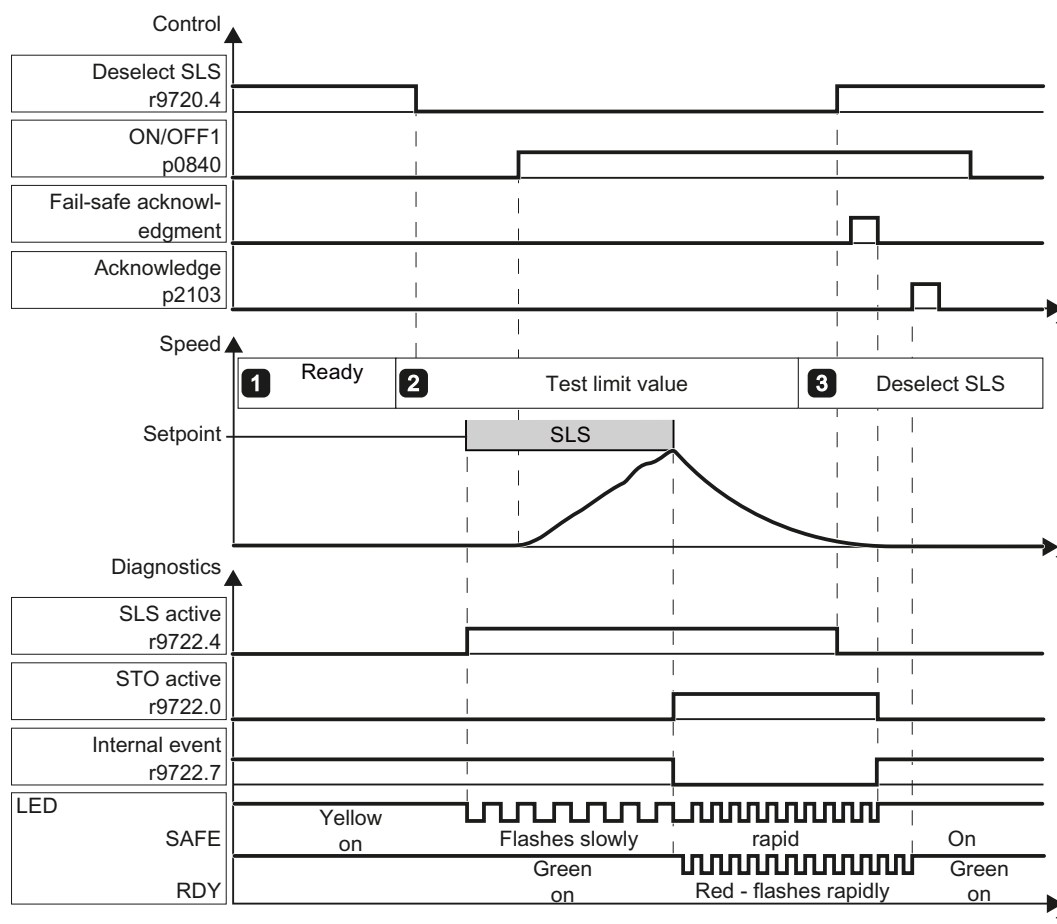 Control
Deselect SLS
r9720.4
ON/OFF1
p0840
Fail-safe acknowl-
edgment
Acknowledge
p2103
Speed
1 Ready 2 Test limit value 3 Deselect SLS
Setpoint SLS
Diagnostics
SLS active
r9722.4
STO active
r9722.0
Internal event
r9722.7
LED
SAFE
Yellow
on
Flashes slowly rapid On
RDY
Green
on
Red - flashes rapidly
Green
on